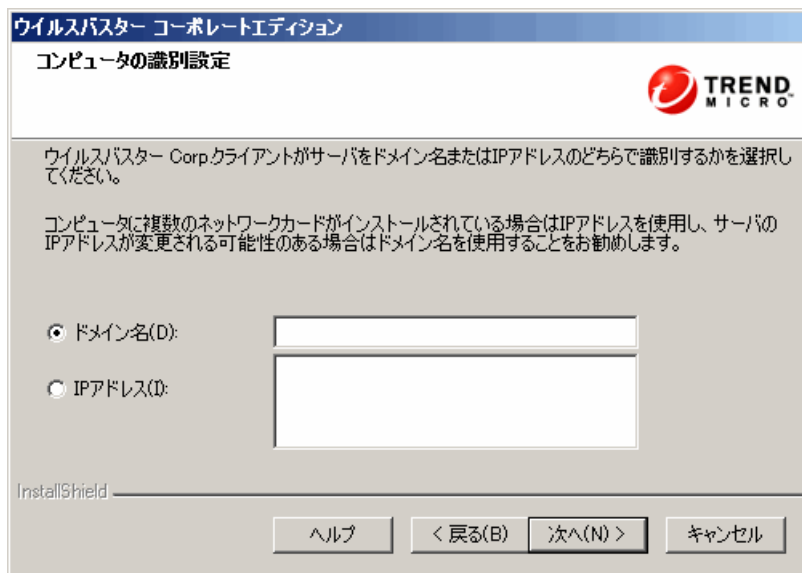 ウイルスバスター コーポレートエディション
コンピュータの識別設定
TREND
MICRO
ウイルスバスター Corp.クライアントがサーバをドメイン名またはIPアドレスのどちらで識別するかを選択し
てください。
コンピュータに複数のネットワークカードがインストールされている場合はIPアドレスを使用し、サーバの
IPアドレスが変更される可能性のある場合はドメイン名を使用することをお勧めします。
ドメイン名(D):
IPアドレス(I):
InstallShield
ヘルプ
< 戻る(B)
次へ(N) >
キャンセル